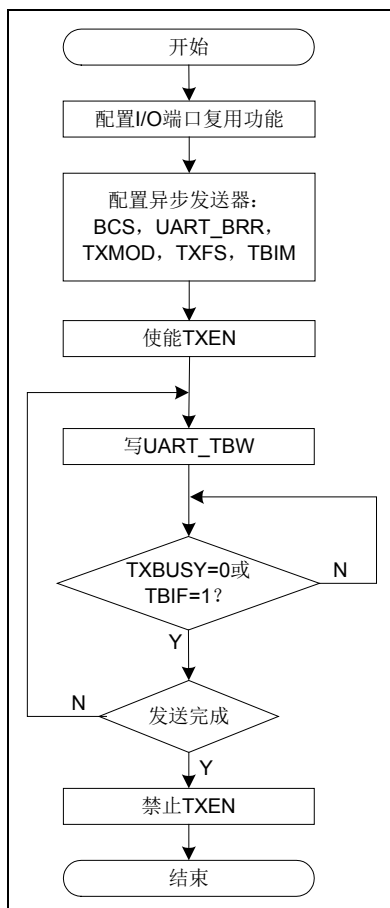 开始
配置I/O端口复用功能
配置异步发送器：
BCS，UART_BRR，
TXMOD，TXFS，TBIM
使能TXEN
写UART_TBW
TXBUSY=0或
TBIF=1？
N
Y
发送完成
N
Y
禁止TXEN
结束